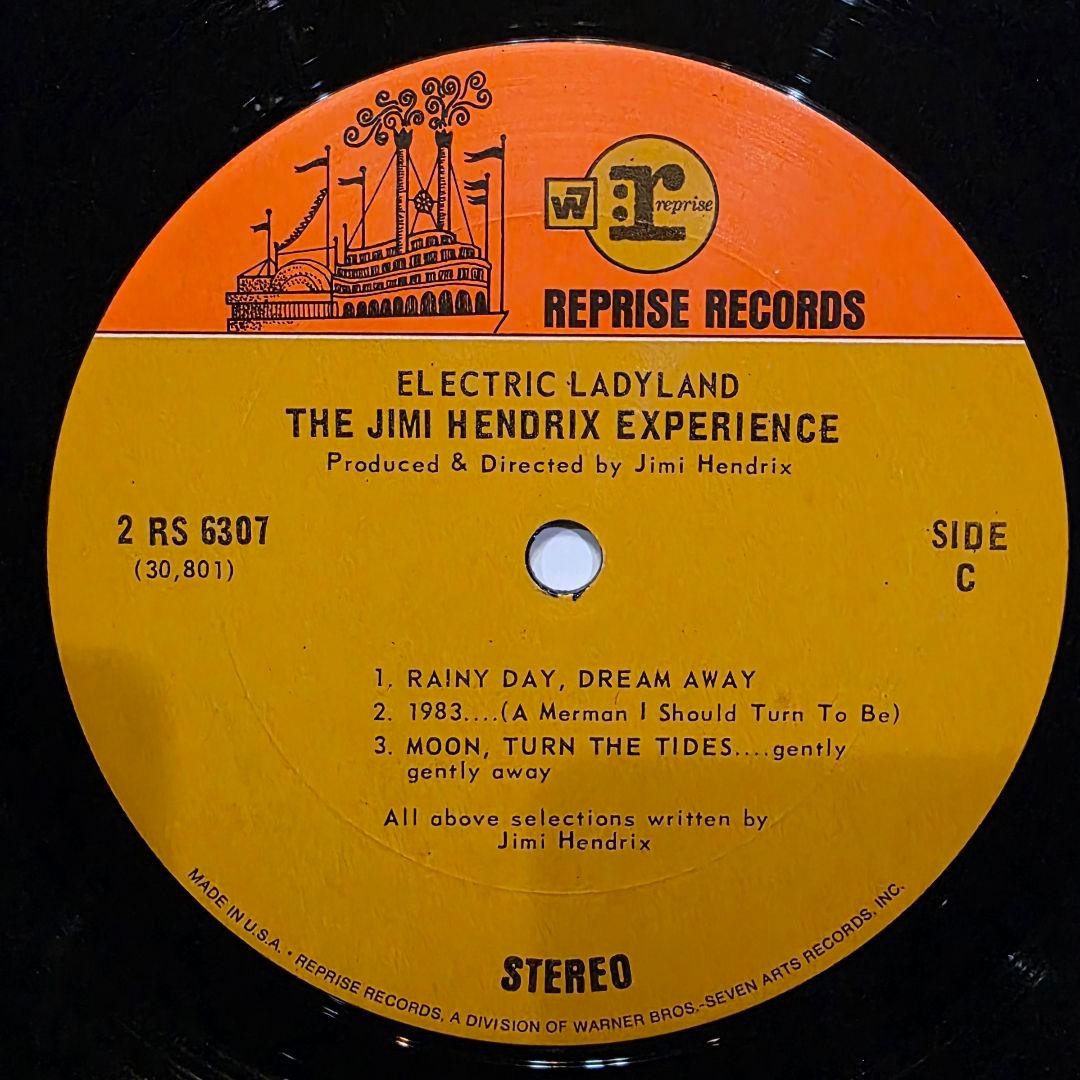 W7 :r reprise
REPRISE RECORDS
ELECTRIC LADYLAND
THE JIMI HENDRIX EXPERIENCE
Produced & Directed by Jimi Hendrix
2 RS 6307
(30,801)
SIDE
C
1. RAINY DAY, DREAM AWAY
2. 1983....(A Merman I Should Turn To Be)
3. MOON, TURN THE TIDES....gently
gently away
All above selections written by
Jimi Hendrix
STEREO
MADE IN U.S.A. • REPRISE RECORDS, A DIVISION OF WARNER BROS.-SEVEN ARTS RECORDS, INC.